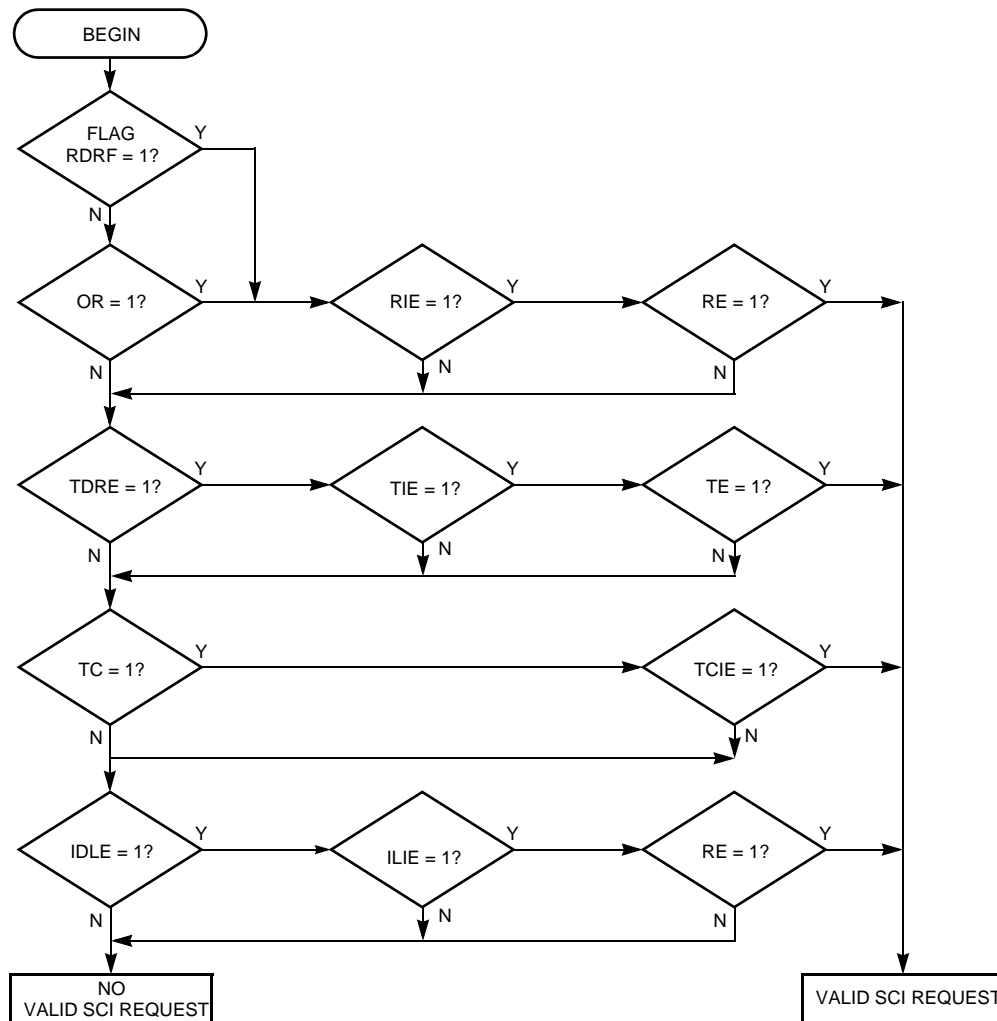 BEGIN
FLAG
RDRF = 1?
Y
N
OR = 1?
Y
RIE = 1?
Y
RE = 1?
Y
N
N
N
TDRE = 1?
Y
TIE = 1?
Y
TE = 1?
Y
N
N
N
TC = 1?
Y
TCIE = 1?
Y
N
N
IDLE = 1?
Y
ILIE = 1?
Y
RE = 1?
Y
N
N
N
NO
VALID SCI REQUEST
VALID SCI REQUEST